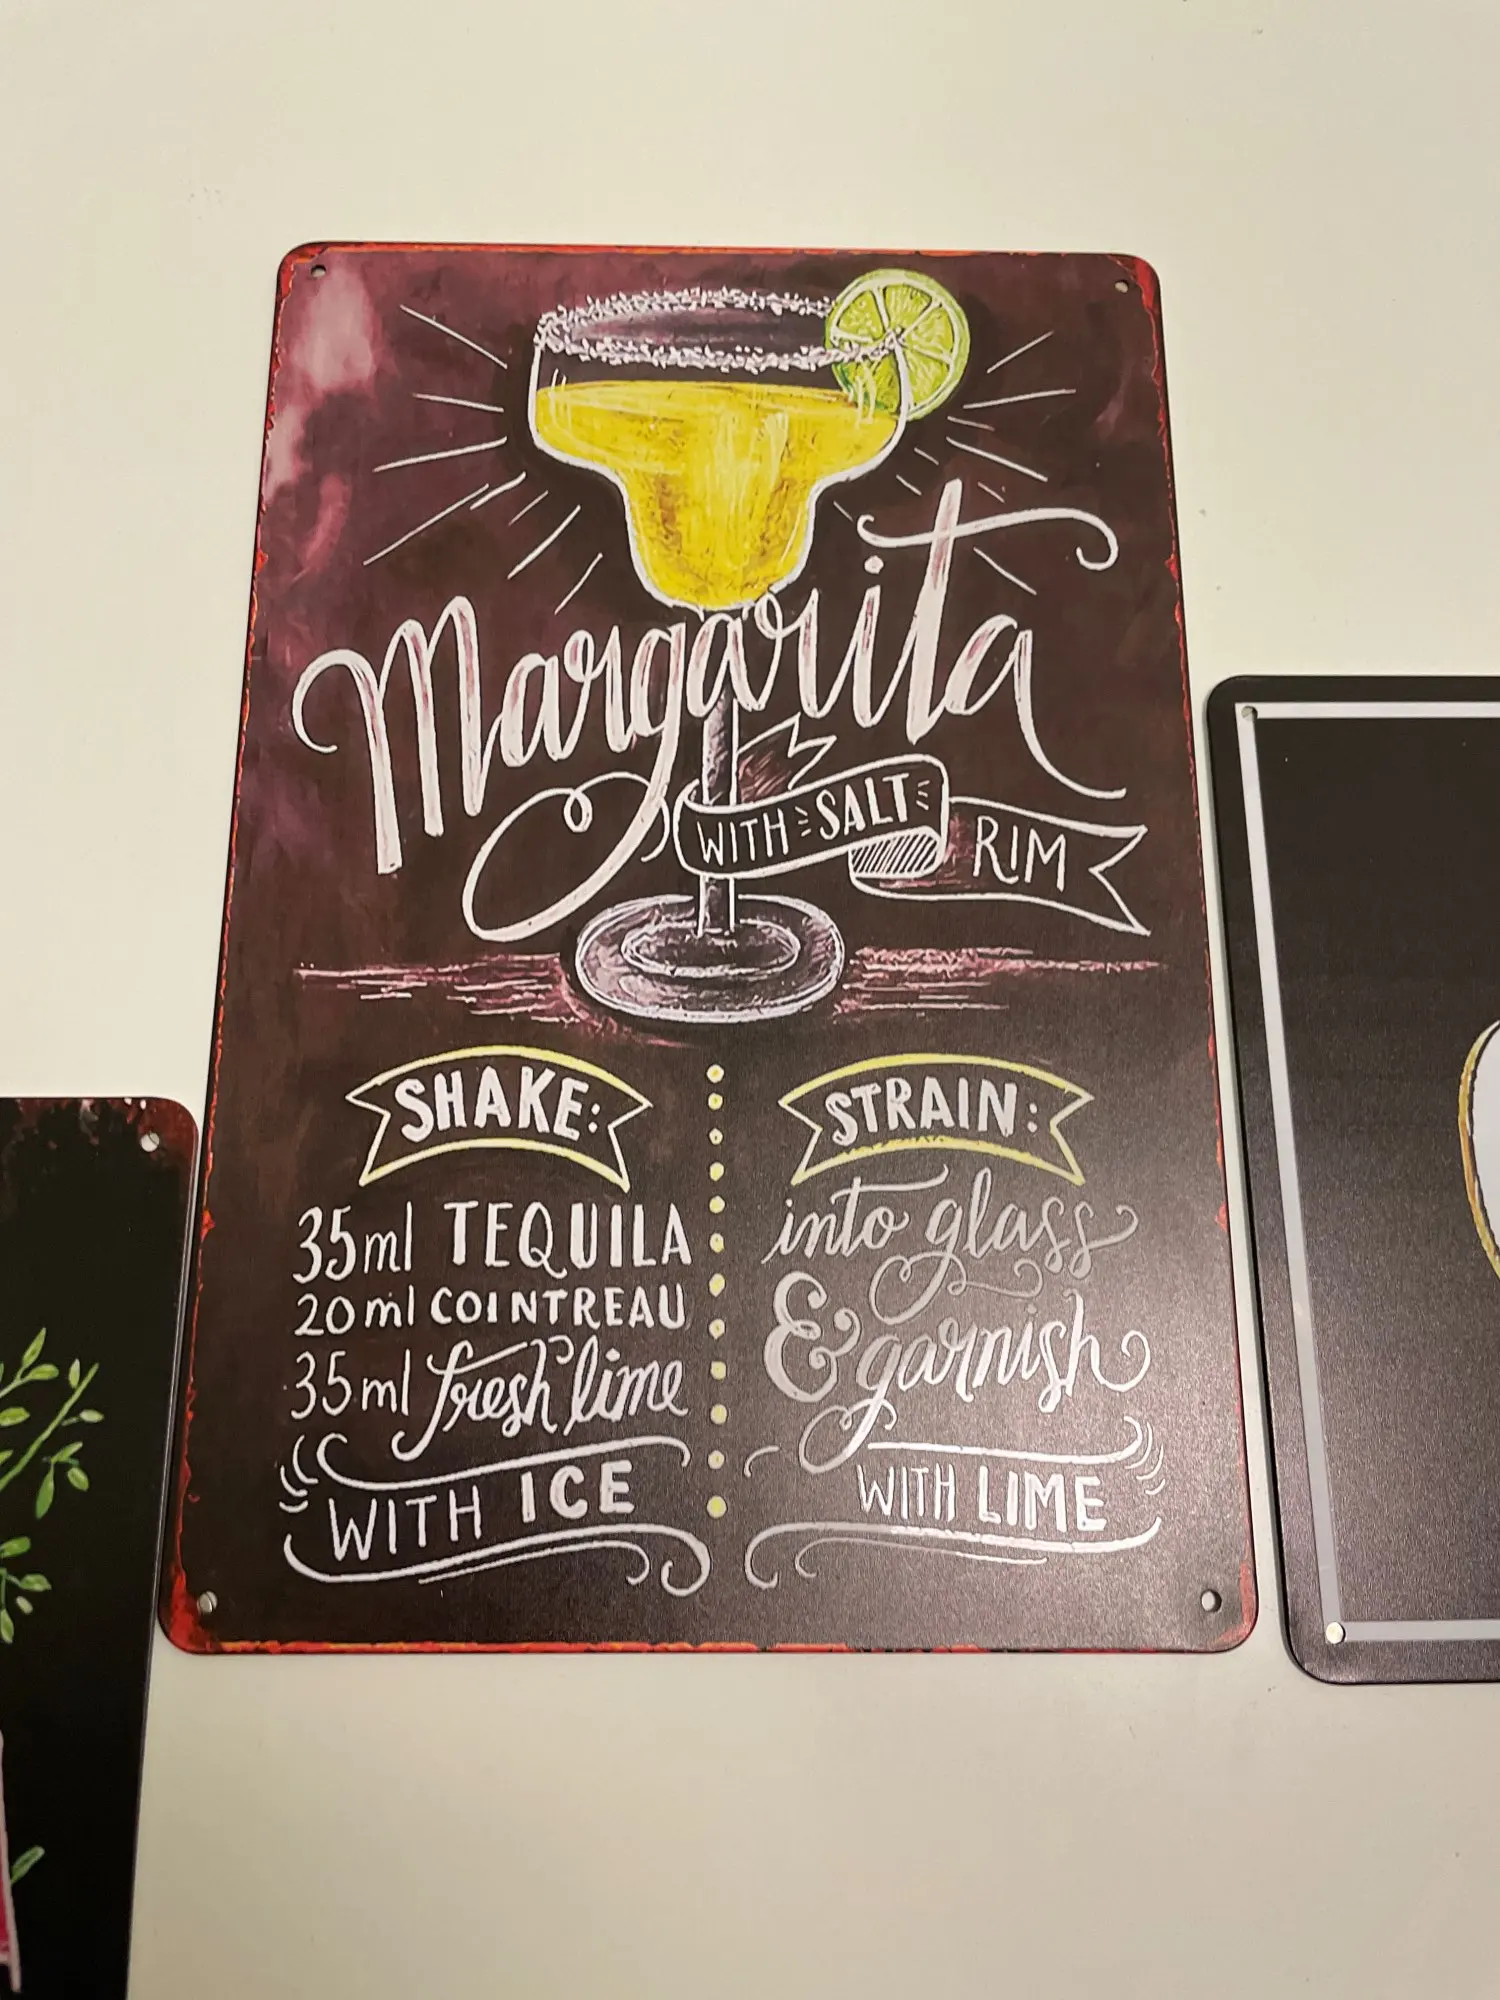 Margarita
WITH SALT RIM
SHAKE:
35ml TEQUILA
20ml COINTREAU
35ml fresh lime
WITH ICE
STRAIN:
into glass
& garnish
WITH LIME